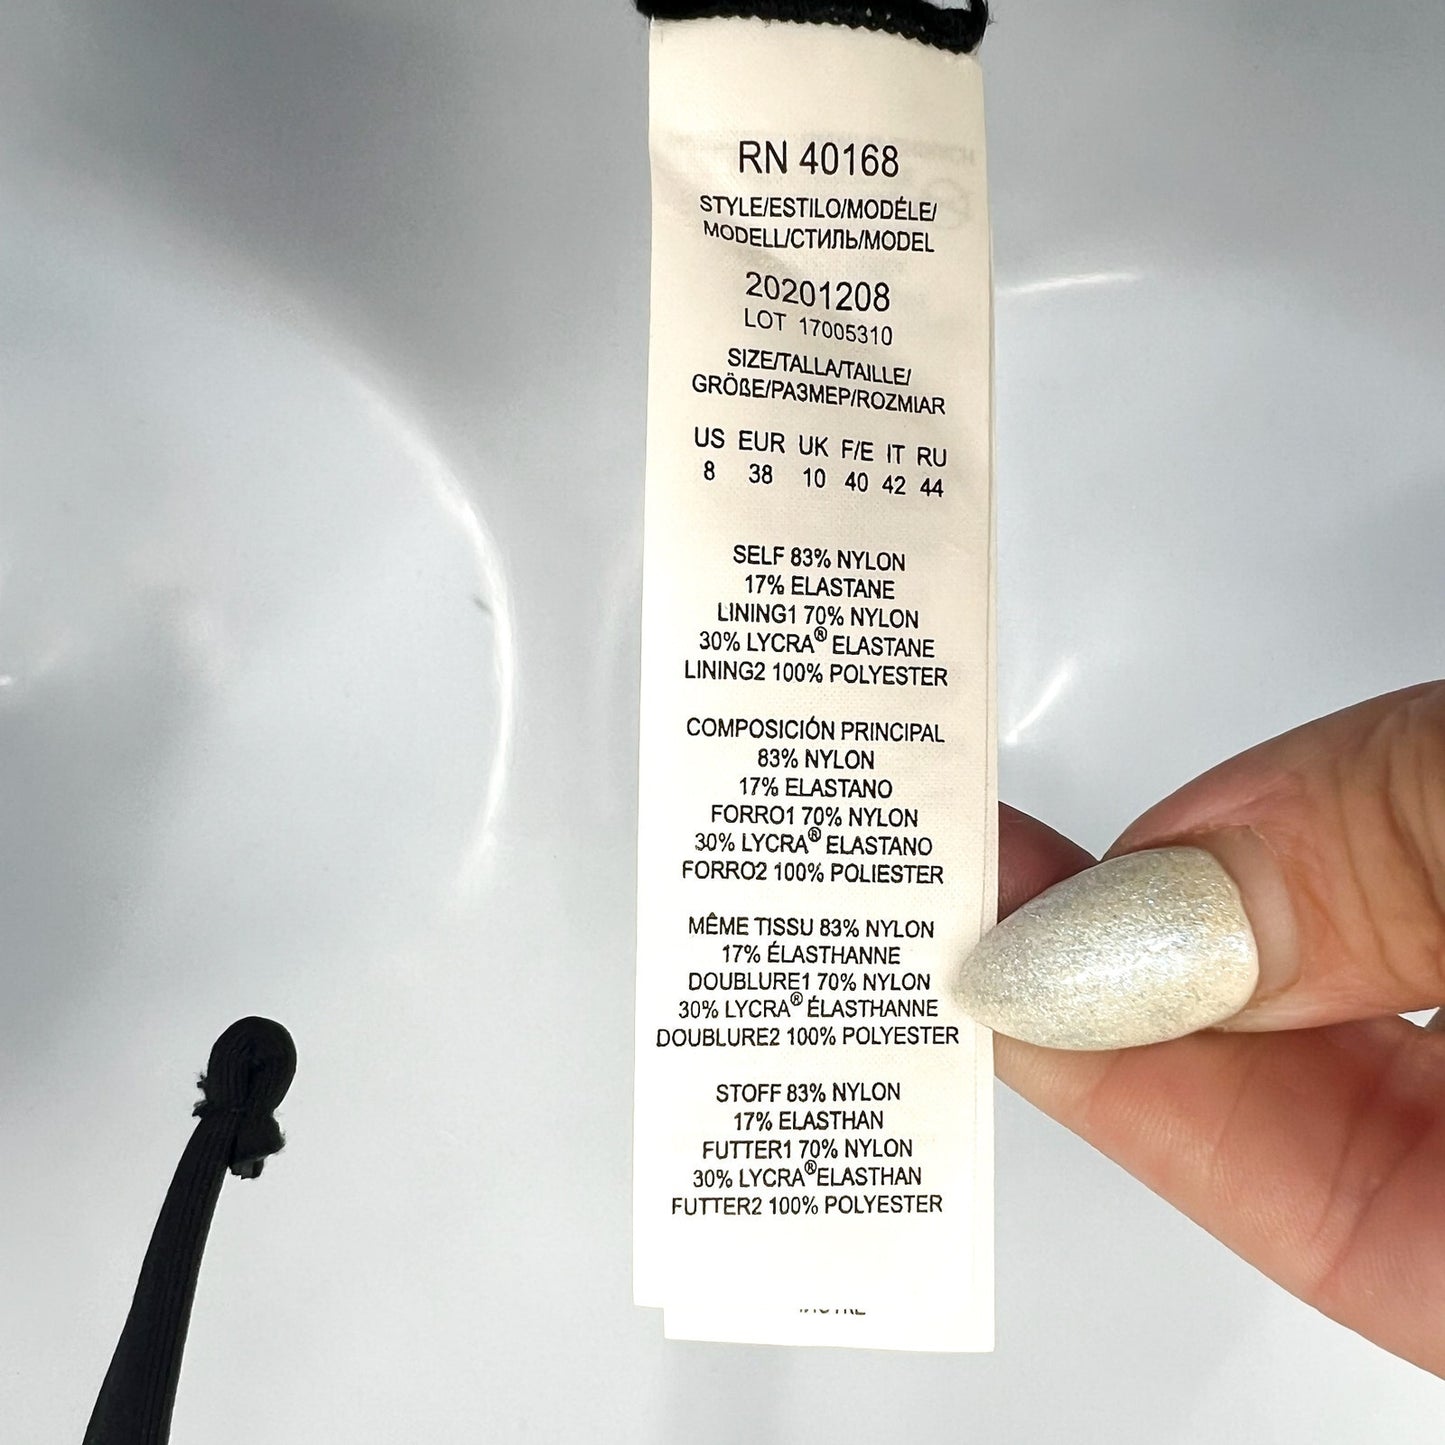 RN 40168
STYLE/ESTILO/MODÉLE/
MODELL/СТИЛЬ/MODEL
20201208
LOT 17005310
SIZE/TALLA/TAILLE/
GRÖßE/РАЗМЕР/ROZMIAR
US EUR UK F/E IT RU
8 38 10 40 42 44
SELF 83% NYLON
17% ELASTANE
LINING1 70% NYLON
30% LYCRA® ELASTANE
LINING2 100% POLYESTER
COMPOSICIÓN PRINCIPAL
83% NYLON
17% ELASTANO
FORRO1 70% NYLON
30% LYCRA® ELASTANO
FORRO2 100% POLIESTER
MÊME TISSU 83% NYLON
17% ÉLASTHANNE
DOUBLURE1 70% NYLON
30% LYCRA® ÉLASTHANNE
DOUBLURE2 100% POLYESTER
STOFF 83% NYLON
17% ELASTHAN
FUTTER1 70% NYLON
30% LYCRA® ELASTHAN
FUTTER2 100% POLYESTER